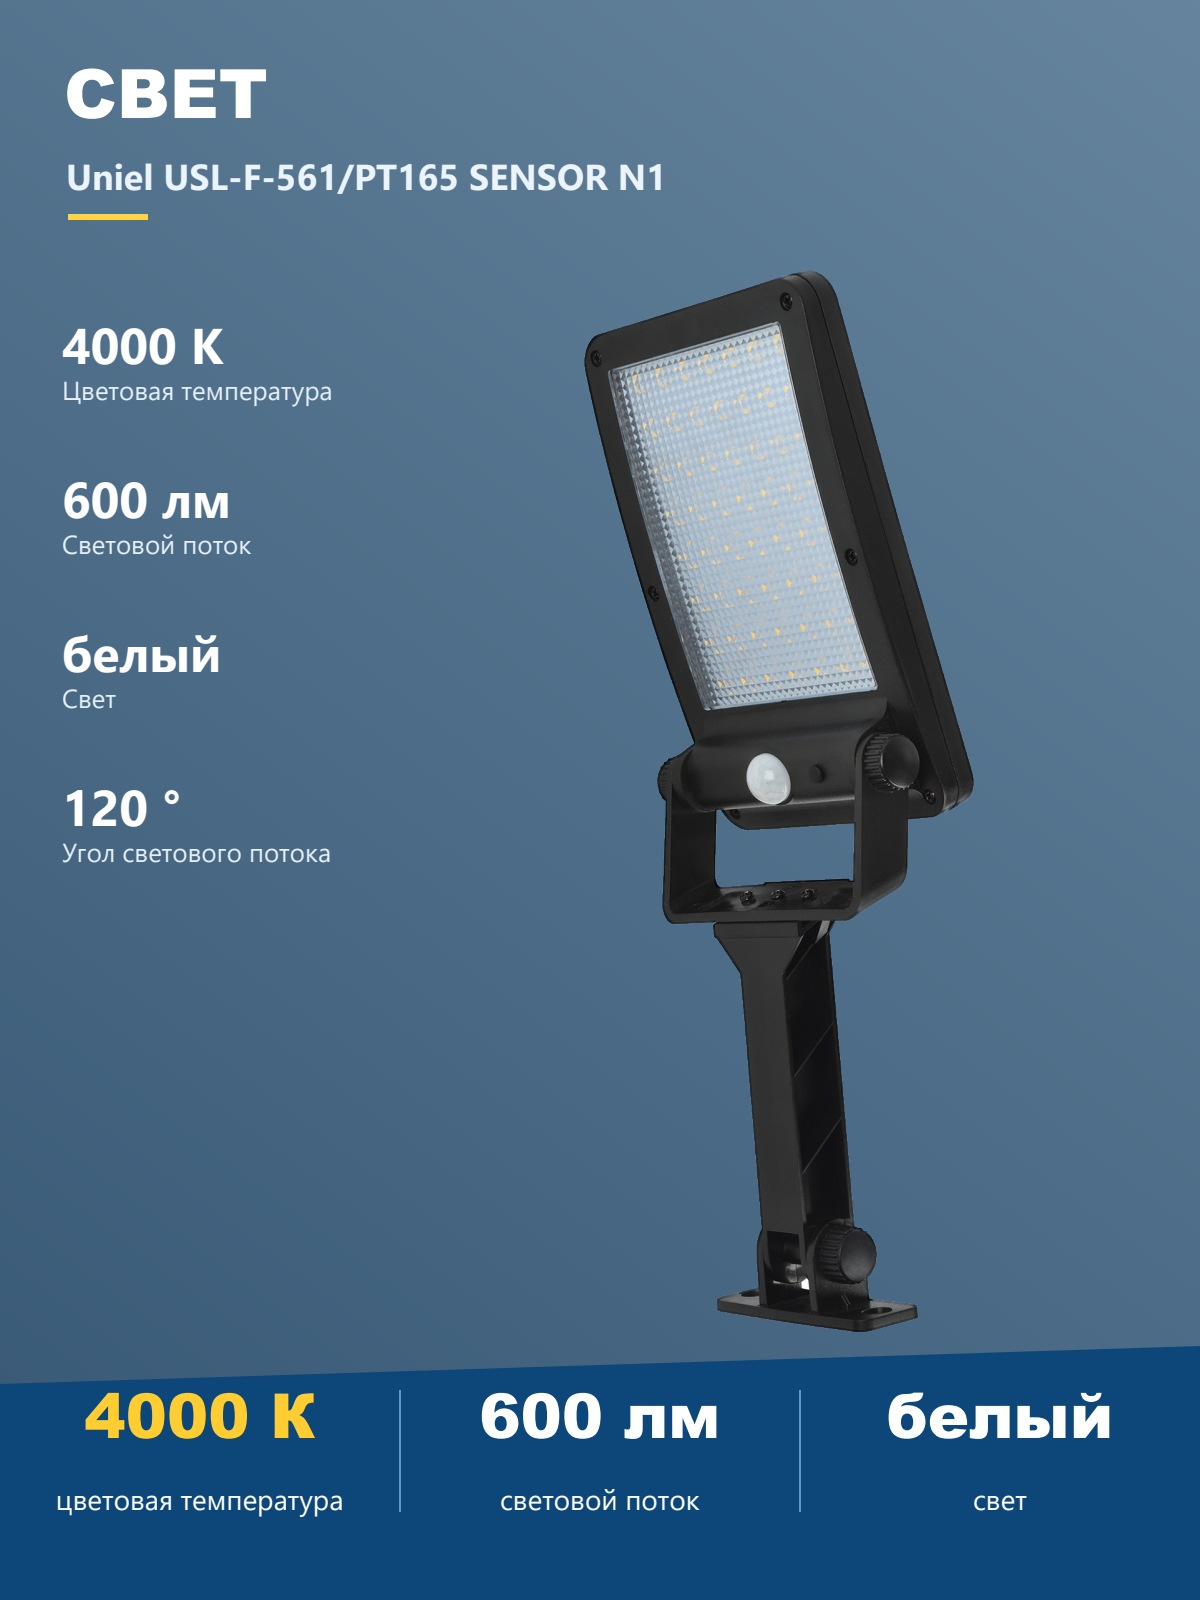 СВЕТ
Uniel USL-F-561/PT165 SENSOR N1
4000 К
Цветовая температура
600 лм
Световой поток
белый
Свет
120 °
Угол светового потока
4000 К
цветовая температура
600 лм
световой поток
белый
свет